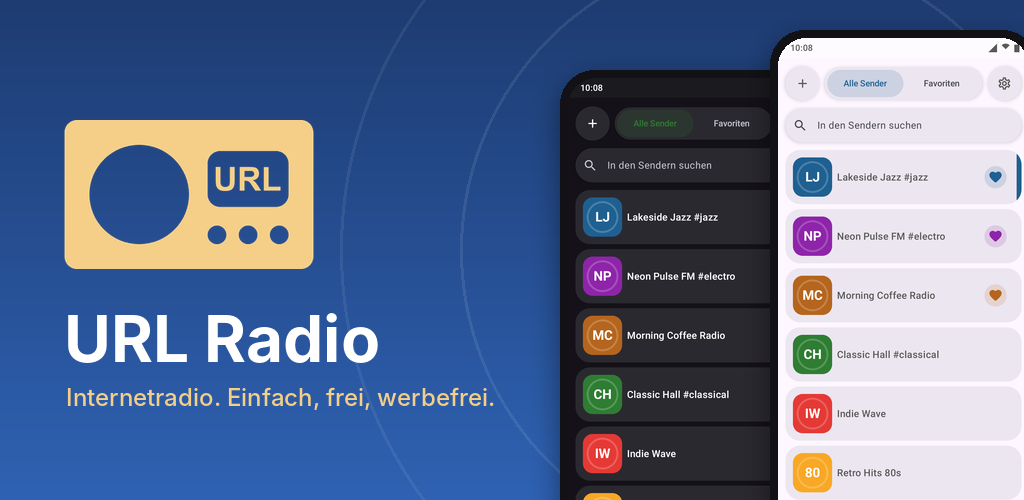 URL
URL Radio
Internetradio. Einfach, frei, werbefrei.
10:08
+
Alle Sender
Favoriten
In den Sendern suchen
LJ Lakeside Jazz #jazz
NP Neon Pulse FM #electro
MC Morning Coffee Radio
CH Classic Hall #classical
IW Indie Wave
10:08
+
Alle Sender
Favoriten
In den Sendern suchen
LJ Lakeside Jazz #jazz
NP Neon Pulse FM #electro
MC Morning Coffee Radio
CH Classic Hall #classical
IW Indie Wave
80 Retro Hits 80s